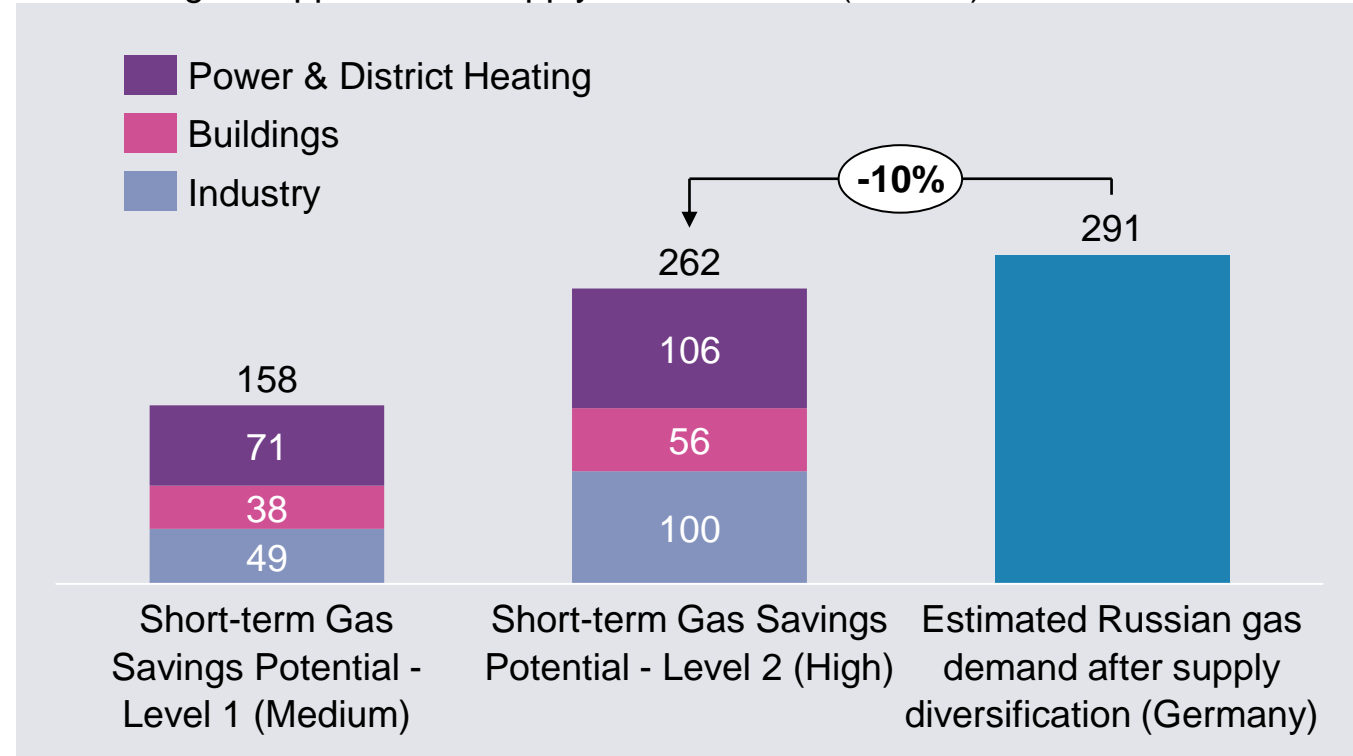 Power & District Heating
Buildings
Industry
-10%
291
262
158
106
71
56
38
100
49
Short-term Gas
Savings Potential -
Level 1 (Medium)
Short-term Gas Savings
Potential - Level 2 (High)
Estimated Russian gas
demand after supply
diversification (Germany)